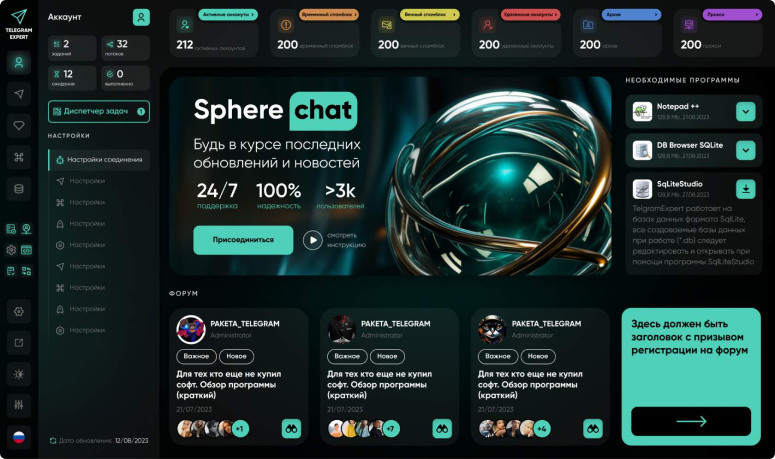 TELEGRAM
EXPERT
Аккаунт
2
заданий
32
потоков
12
ожидание
0
выполнено
Диспетчер задач 1
НАСТРОЙКИ
Настройки соединения
Настройки
Настройки
Настройки
Настройки
Настройки
Настройки
Настройки
Настройки
Дата обновления: 12/08/2023
Активные аккаунты
212 активных аккаунтов
Временный спамблок
200 временный спамблок
Вечный спамблок
200 вечный спамблок
Удаленные аккаунты
200 удаленные аккаунты
Архив
200 архив
Прокси
200 прокси
Sphere chat
Будь в курсе последних
обновлений и новостей
24/7
поддержка
100%
надежность
>3k
пользователей
Присоединиться
смотреть
инструкцию
НЕОБХОДИМЫЕ ПРОГРАММЫ
Notepad ++
128,8 Mb, 21.08.2023
DB Browser SQLite
128,8 Mb, 27.08.2023
SqLiteStudio
128,8 Mb, 27.08.2023
TelgramExpert работает на
базах данных формата SqlLite,
все создаваемые базы данных
при работе (*.db) следует
редактировать и открывать при
помощи программы SqlLiteStudio
ФОРУМ
PAKETA_TELEGRAM
Administrator
Важное Новое
Для тех кто еще не купил
софт. Обзор программы
(краткий)
21/07/2023
+1
PAKETA_TELEGRAM
Administrator
Важное Новое
Для тех кто еще не купил
софт. Обзор программы
(краткий)
21/07/2023
+7
PAKETA_TELEGRAM
Administrator
Важное Новое
Для тех кто еще не купил
софт. Обзор программы
(краткий)
21/07/2023
+4
Здесь должен быть
заголовок с призывом
регистрации на форум